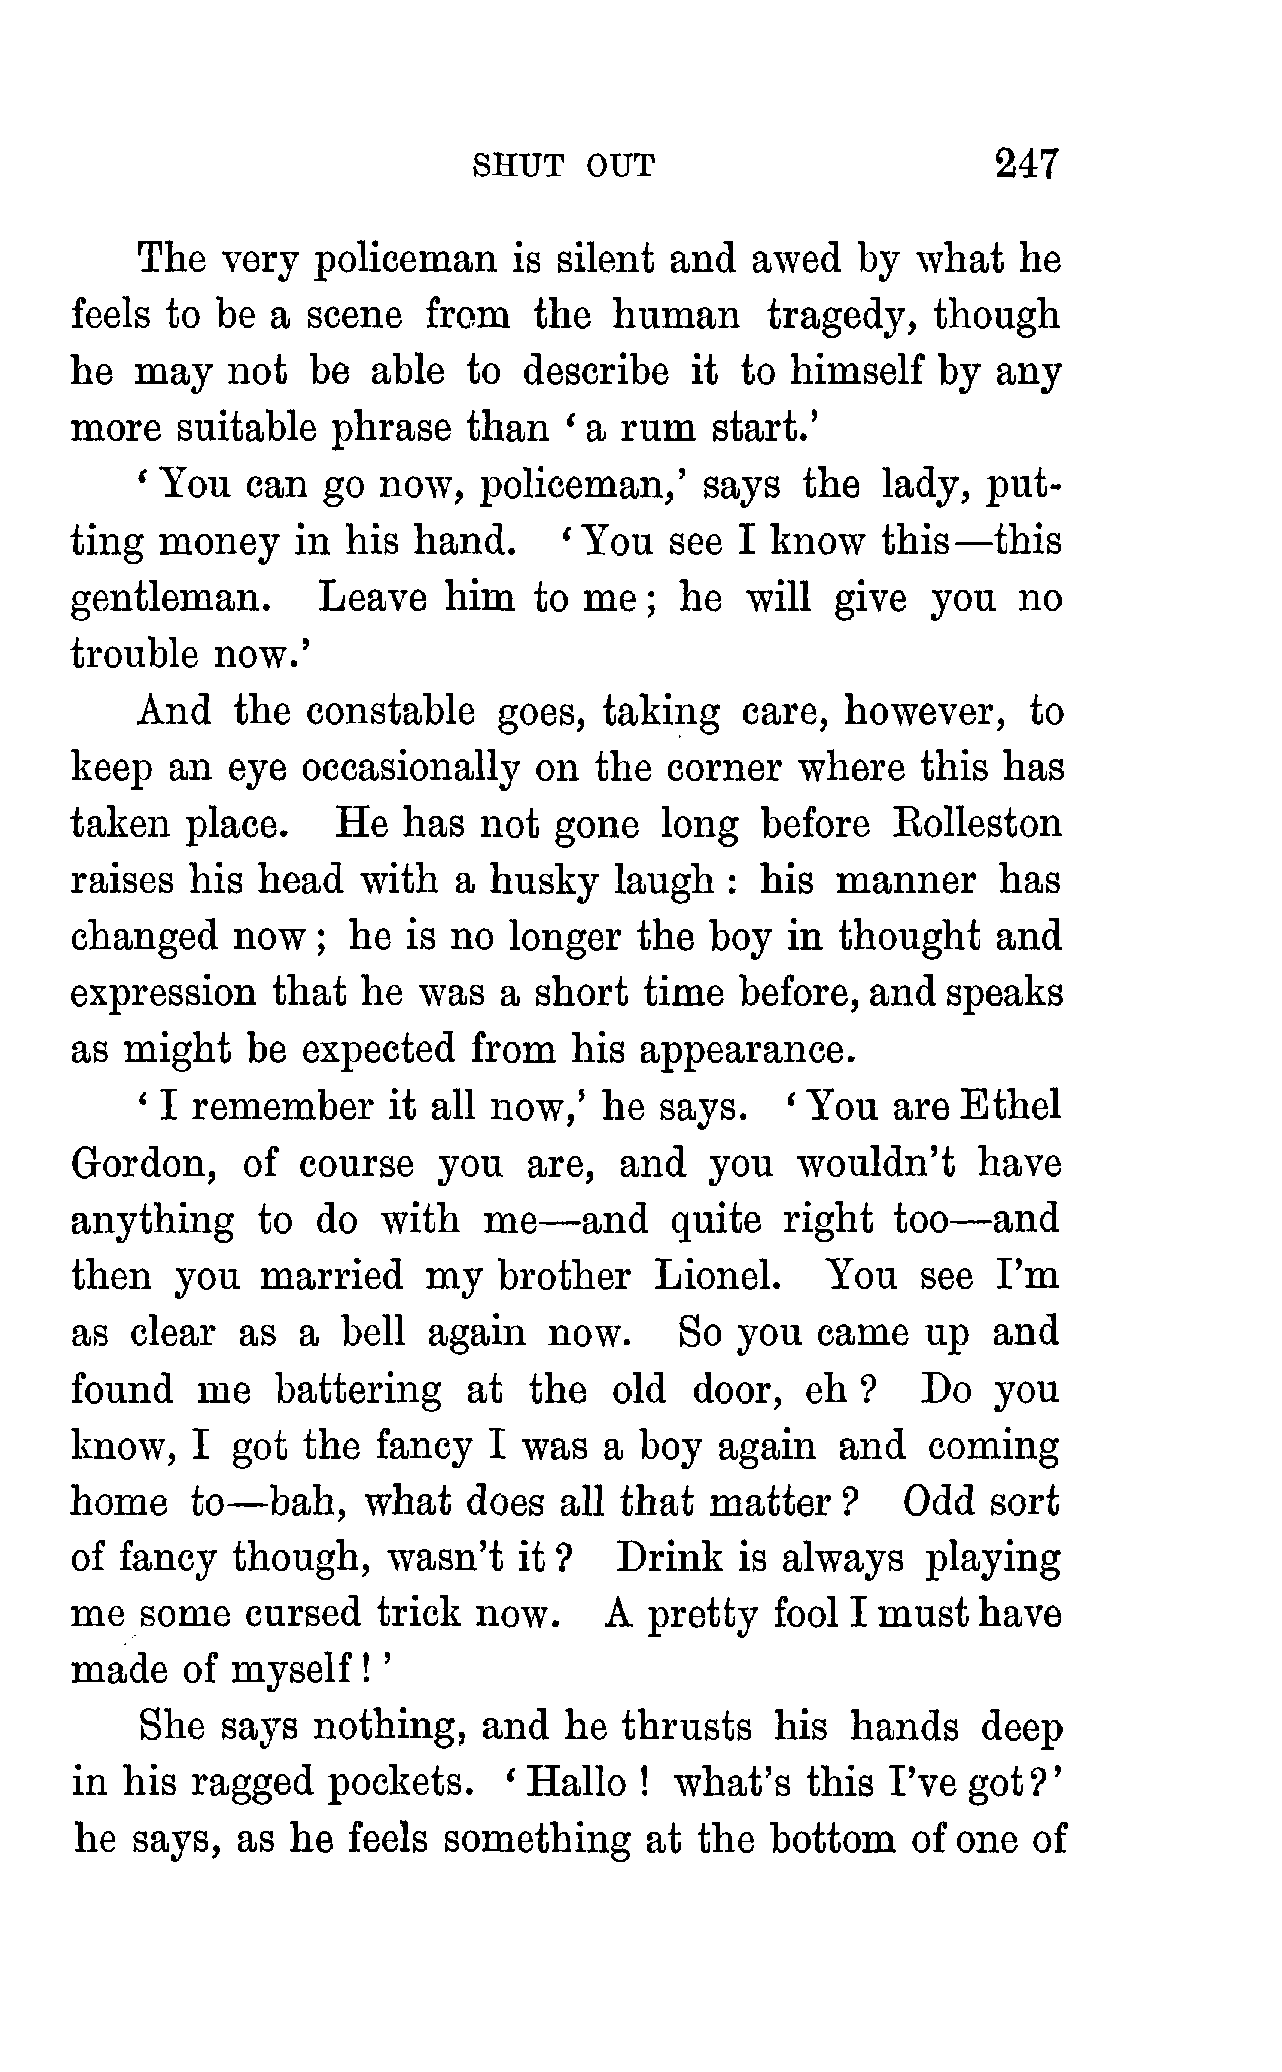 SHUT OUT 247
The very policeman is silent and awed by what he
feels to be a scene from the human tragedy, though
he may not be able to describe it to himself by any
more suitable phrase than ‘a rum start.’
‘You can go now, policeman,’ says the lady, put-
ting money in his hand. ‘You see I know this—this
gentleman. Leave him to me; he will give you no
trouble now.’
And the constable goes, taking care, however, to
keep an eye occasionally on the corner where this has
taken place. He has not gone long before Rolleston
raises his head with a husky laugh: his manner has
changed now; he is no longer the boy in thought and
expression that he was a short time before, and speaks
as might be expected from his appearance.
‘I remember it all now,’ he says. ‘You are Ethel
Gordon, of course you are, and you wouldn’t have
anything to do with me—and quite right too—and
then you married my brother Lionel. You see I’m
as clear as a bell again now. So you came up and
found me battering at the old door, eh? Do you
know, I got the fancy I was a boy again and coming
home to—bah, what does all that matter? Odd sort
of fancy though, wasn’t it? Drink is always playing
me some cursed trick now. A pretty fool I must have
made of myself!’
She says nothing, and he thrusts his hands deep
in his ragged pockets. ‘Hallo! what’s this I’ve got?’
he says, as he feels something at the bottom of one of